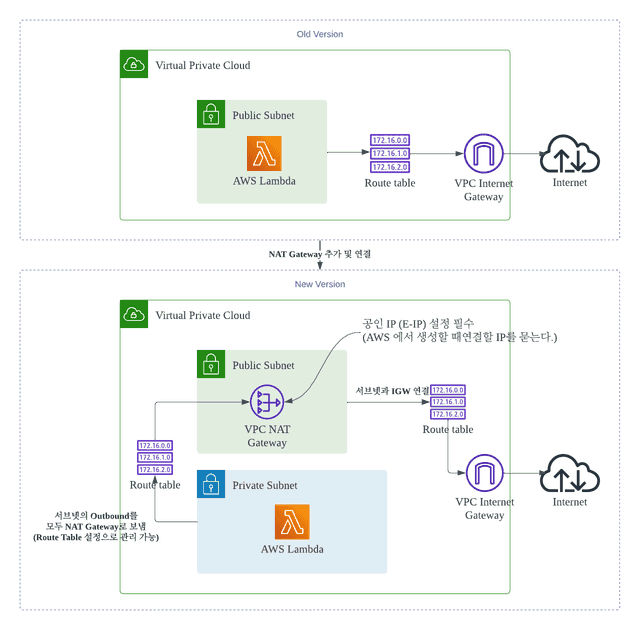 Old Version
Virtual Private Cloud
Public Subnet
AWS Lambda
172.16.0.0
172.16.1.0
172.16.2.0
Route table
VPC Internet
Gateway
Internet
NAT Gateway 추가 및 연결
New Version
Virtual Private Cloud
공인 IP (E-IP) 설정 필수
(AWS 에서 생성할 때연결할 IP를 묻는다.)
Public Subnet
VPC NAT
Gateway
서브넷과 IGW 연결
172.16.0.0
172.16.1.0
172.16.2.0
Route table
172.16.0.0
172.16.1.0
172.16.2.0
Route table
VPC Internet
Gateway
Internet
Private Subnet
AWS Lambda
서브넷의 Outbound를
모두 NAT Gateway로 보냄
(Route Table 설정으로 관리 가능)